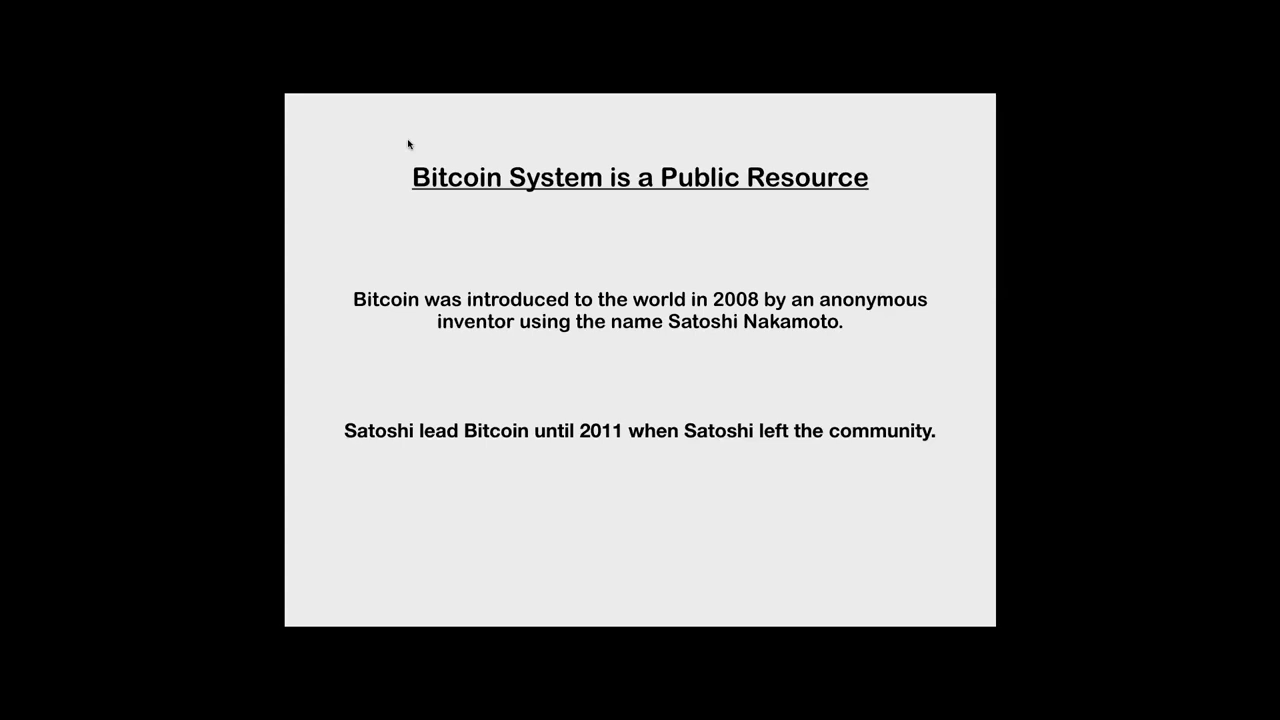 Bitcoin System is a Public Resource
Bitcoin was introduced to the world in 2008 by an anonymous
inventor using the name Satoshi Nakamoto.
Satoshi lead Bitcoin until 2011 when Satoshi left the community.